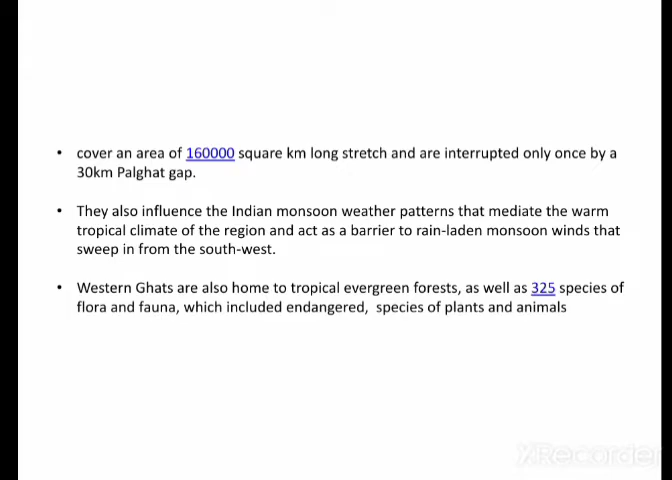 • cover an area of 160000 square km long stretch and are interrupted only once by a
30km Palghat gap.
• They also influence the Indian monsoon weather patterns that mediate the warm
tropical climate of the region and act as a barrier to rain-laden monsoon winds that
sweep in from the south-west.
• Western Ghats are also home to tropical evergreen forests, as well as 325 species of
flora and fauna, which included endangered,  species of plants and animals
XRecorder